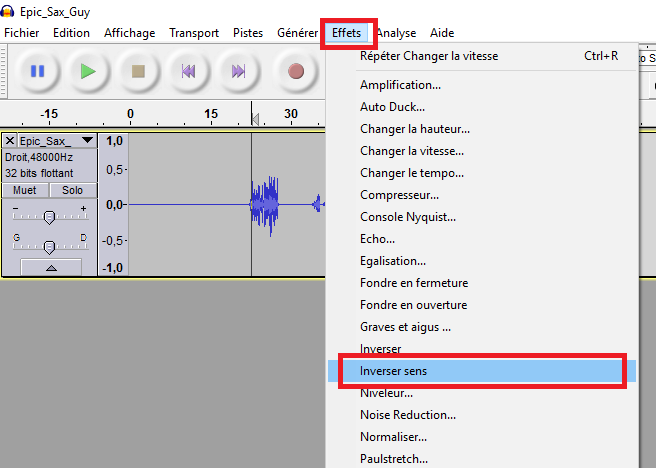 Epic_Sax_Guy
Fichier Edition Affichage Transport Pistes Générer Effets Analyse Aide
Répéter Changer la vitesse Ctrl+R
-15 0 15 30
Epic_Sax_
Droit,48000Hz
32 bits flottant
Muet Solo
- +
G D
1,0
0,5
0,0
-0,5
-1,0
Amplification...
Auto Duck...
Changer la hauteur...
Changer la vitesse...
Changer le tempo...
Compresseur...
Console Nyquist...
Echo...
Egalisation...
Fondre en fermeture
Fondre en ouverture
Graves et aigus ...
Inverser
Inverser sens
Niveleur...
Noise Reduction...
Normaliser...
Paulstretch...